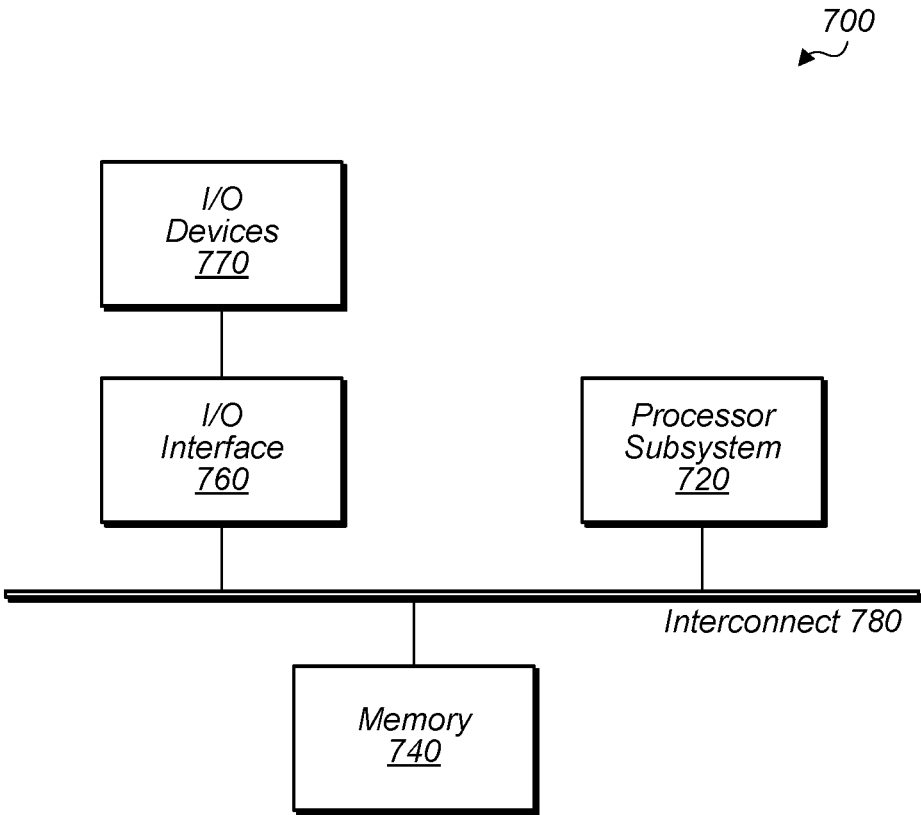 700
I/O
Devices
770
I/O
Interface
760
Processor
Subsystem
720
Interconnect 780
Memory
740